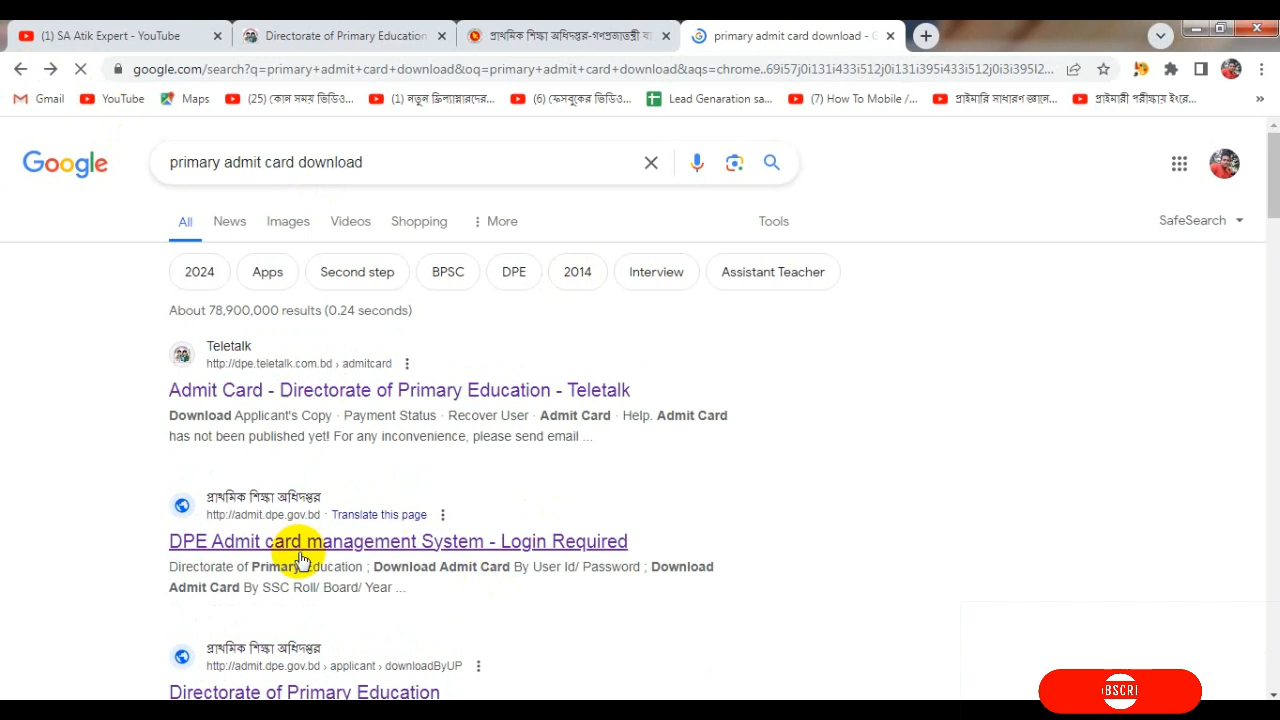 (1) SA Atik Expert - YouTube
Directorate of Primary Education
প্রাথমিক শিক্ষা অধিদপ্তর-গণপ্রজাতন্ত্রী বা
primary admit card download - G
google.com/search?q=primary+admit+card+download&aq=primary+admit+card+download&aqs=chrome..69i57j0i131i433i512j0i131i395i433i512j0i3i395l2...
Gmail
YouTube
Maps
(25) কোন সময় ভিডিও...
(1) নতুন ফ্রিল্যান্সারদের...
(6) ফেসবুকের ভিডিও...
Lead Genaration sa...
(7) How To Mobile /...
প্রাইমারি সাধারণ জ্ঞানে...
প্রাইমারী পরীক্ষায় ইংরে...
Google
primary admit card download
All
News
Images
Videos
Shopping
More
Tools
SafeSearch
2024
Apps
Second step
BPSC
DPE
2014
Interview
Assistant Teacher
About 78,900,000 results (0.24 seconds)
Teletalk
http://dpe.teletalk.com.bd › admitcard
Admit Card - Directorate of Primary Education - Teletalk
Download Applicant's Copy · Payment Status · Recover User · Admit Card · Help. Admit Card
has not been published yet! For any inconvenience, please send email ...
প্রাথমিক শিক্ষা অধিদপ্তর
http://admit.dpe.gov.bd · Translate this page
DPE Admit card management System - Login Required
Directorate of Primary Education ; Download Admit Card By User Id/ Password ; Download
Admit Card By SSC Roll/ Board/ Year ...
প্রাথমিক শিক্ষা অধিদপ্তর
http://admit.dpe.gov.bd › applicant › downloadByUP
Directorate of Primary Education
BSCRI